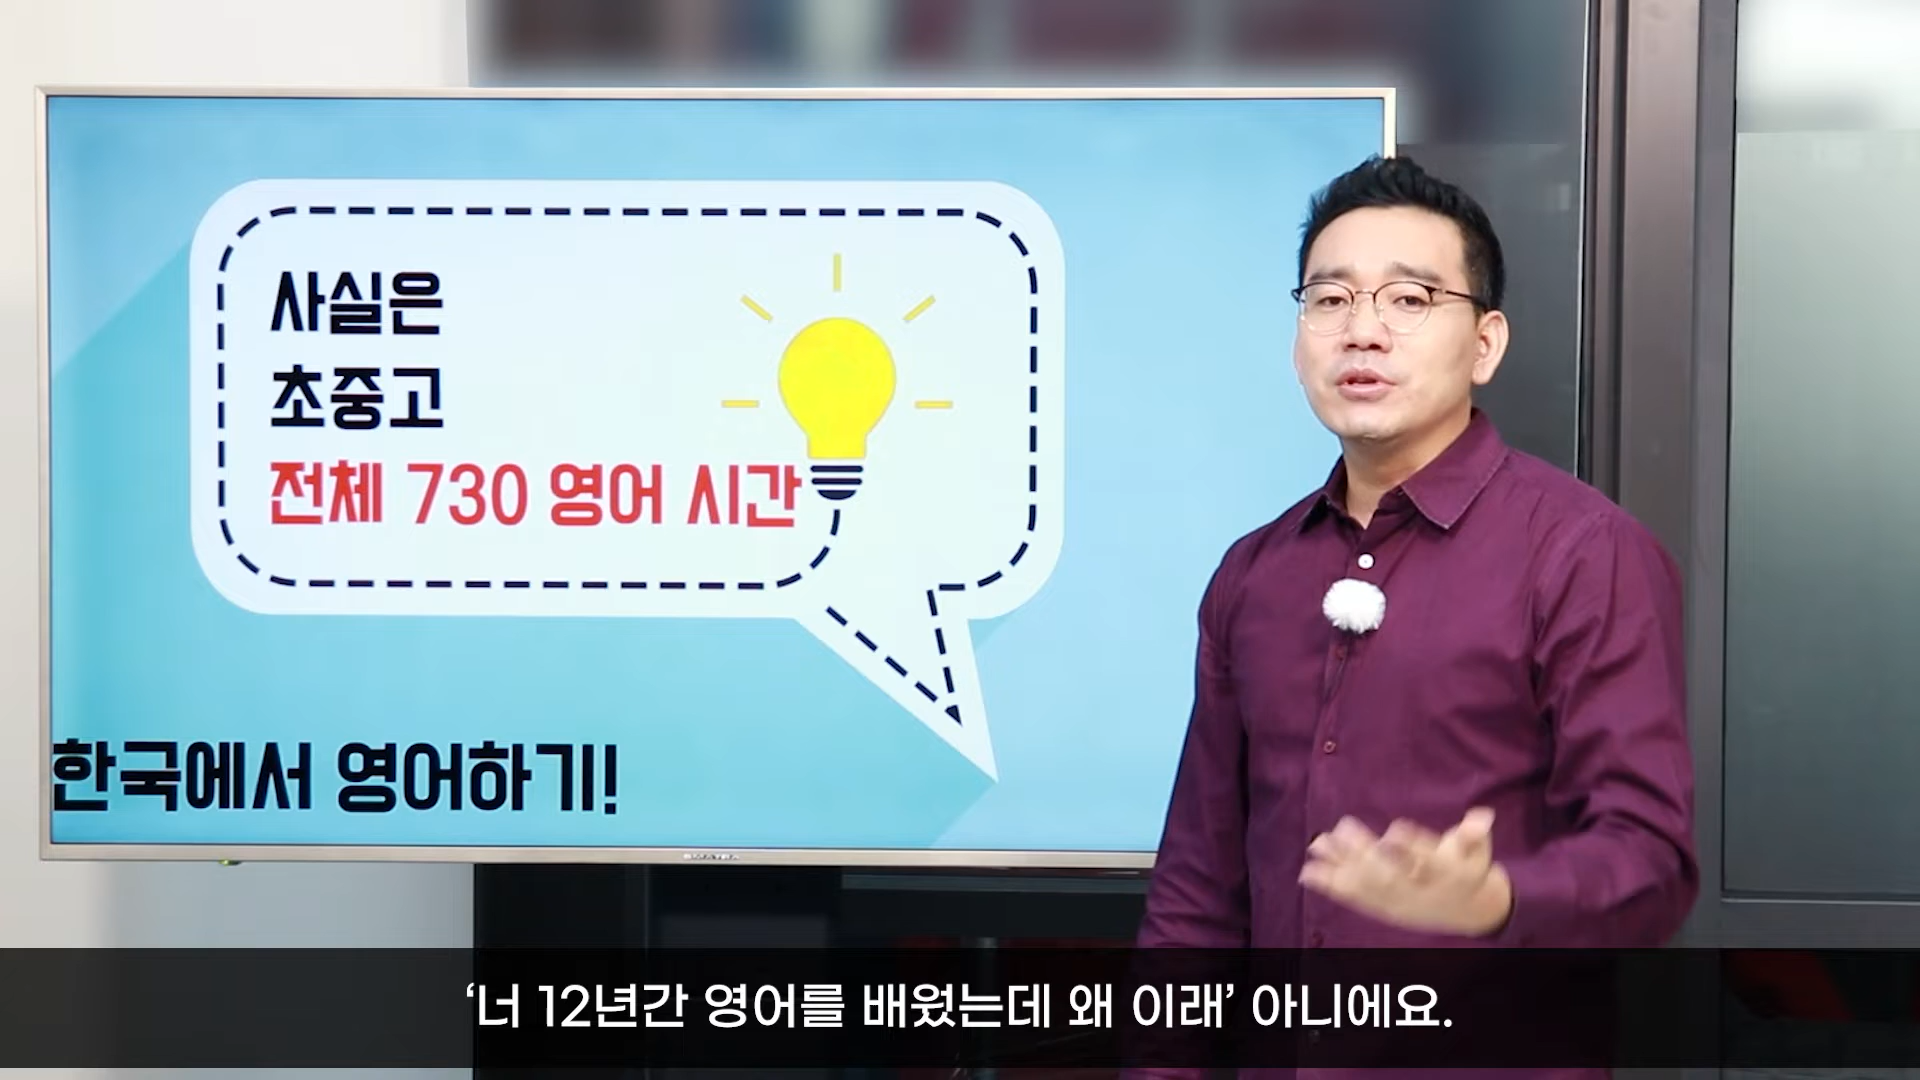 사실은
초중고
전체 730 영어 시간
한국에서 영어하기!
‘너 12년간 영어를 배웠는데 왜 이래’ 아니에요.